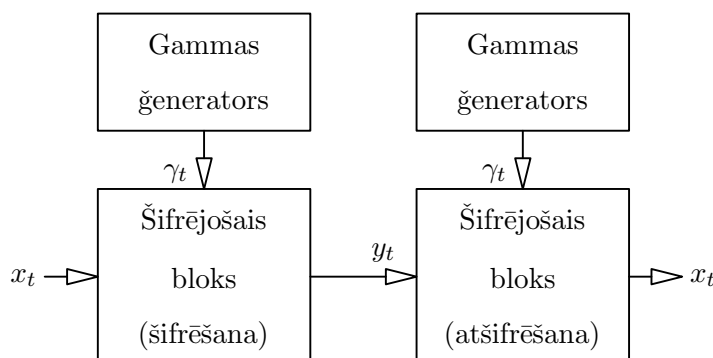 Gammas
ğenerators
Gammas
ğenerators
γt
γt
Šifrējošais
bloks
(šifrēšana)
Šifrējošais
bloks
(atšifrēšana)
xt
yt
xt